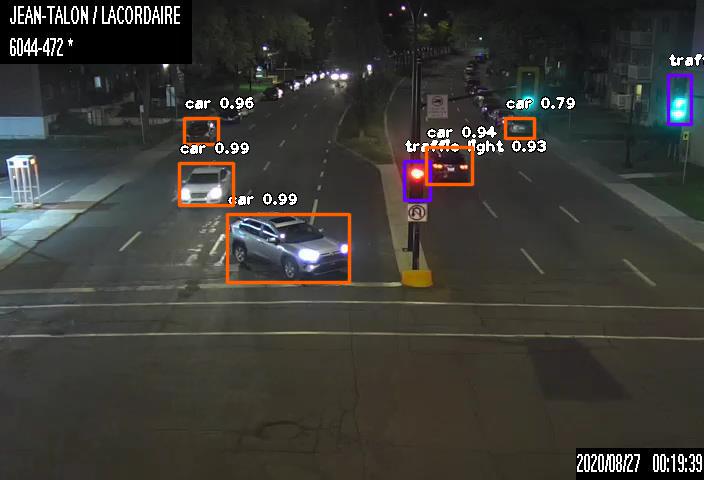 JEAN-TALON / LACORDAIRE
6044-472 *
traf
car 0.96
car 0.79
car 0.94
car 0.99
traffic light 0.93
car 0.99
2020/08/27 00:19:39